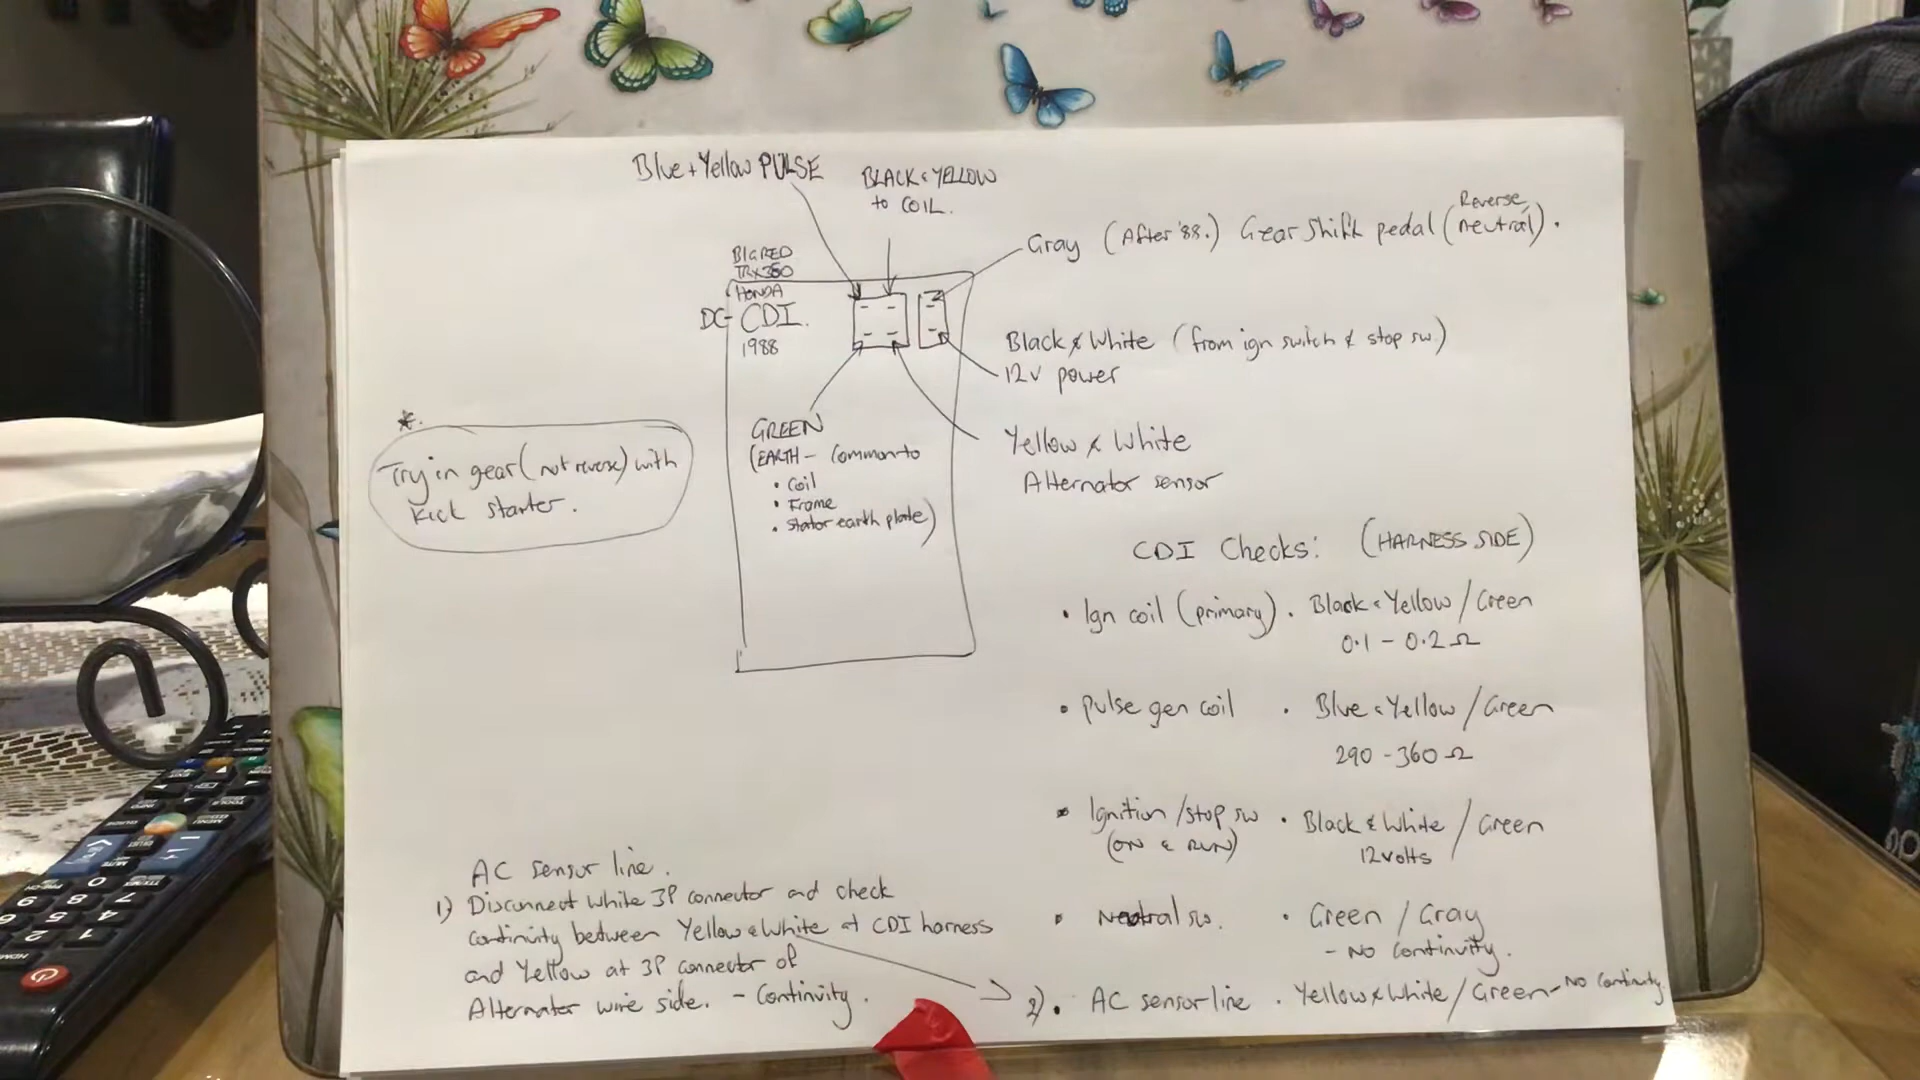 Blue + Yellow PULSE
BLACK & YELLOW
to COIL.
Gray (After '88.) Gear Shift pedal (Reverse, neutral).
BIG RED
TRX350
HONDA
DC-CDI.
1988
Black & White (from ign switch & stop sw.)
12v power
GREEN
(EARTH - Common to
• Coil
• Frame
• Stator earth plate)
Yellow & White
Alternator sensor
*.
Try in gear (not reverse) with
Kick starter.
CDI Checks: (HARNESS SIDE)
• Ign coil (primary). Black & Yellow / Green
0.1 - 0.2 Ω
• Pulse gen coil • Blue & Yellow / Green
290 - 360 Ω
• Ignition / stop sw • Black & White / Green
(ON & RUN) 12 volts
• Neutral sw. • Green / Gray
- No continuity.
AC sensor line.
1) Disconnect white 3P connector and check
continuity between Yellow & White at CDI harness
and Yellow at 3P connector of
Alternator wire side. - Continuity.
2). AC sensor line . Yellow & White / Green - No Continuity.